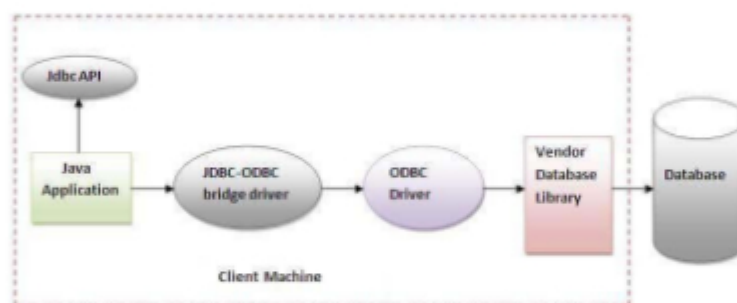 Jdbc API
Java
Application
JDBC-ODBC
bridge driver
ODBC
Driver
Vendor
Database
Library
Database
Client Machine